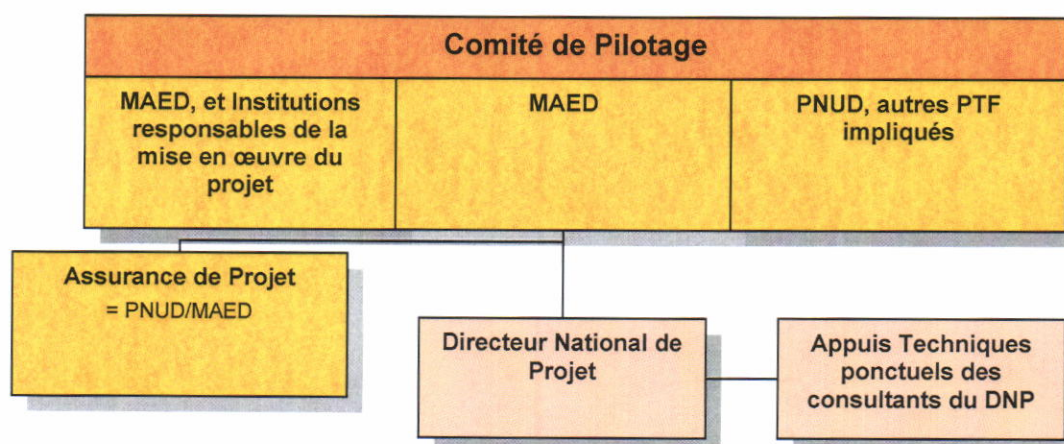 Comité de Pilotage
MAED, et Institutions
responsables de la
mise en œuvre du
projet
MAED
PNUD, autres PTF
impliqués
Assurance de Projet
= PNUD/MAED
Directeur National de
Projet
Appuis Techniques
ponctuels des
consultants du DNP